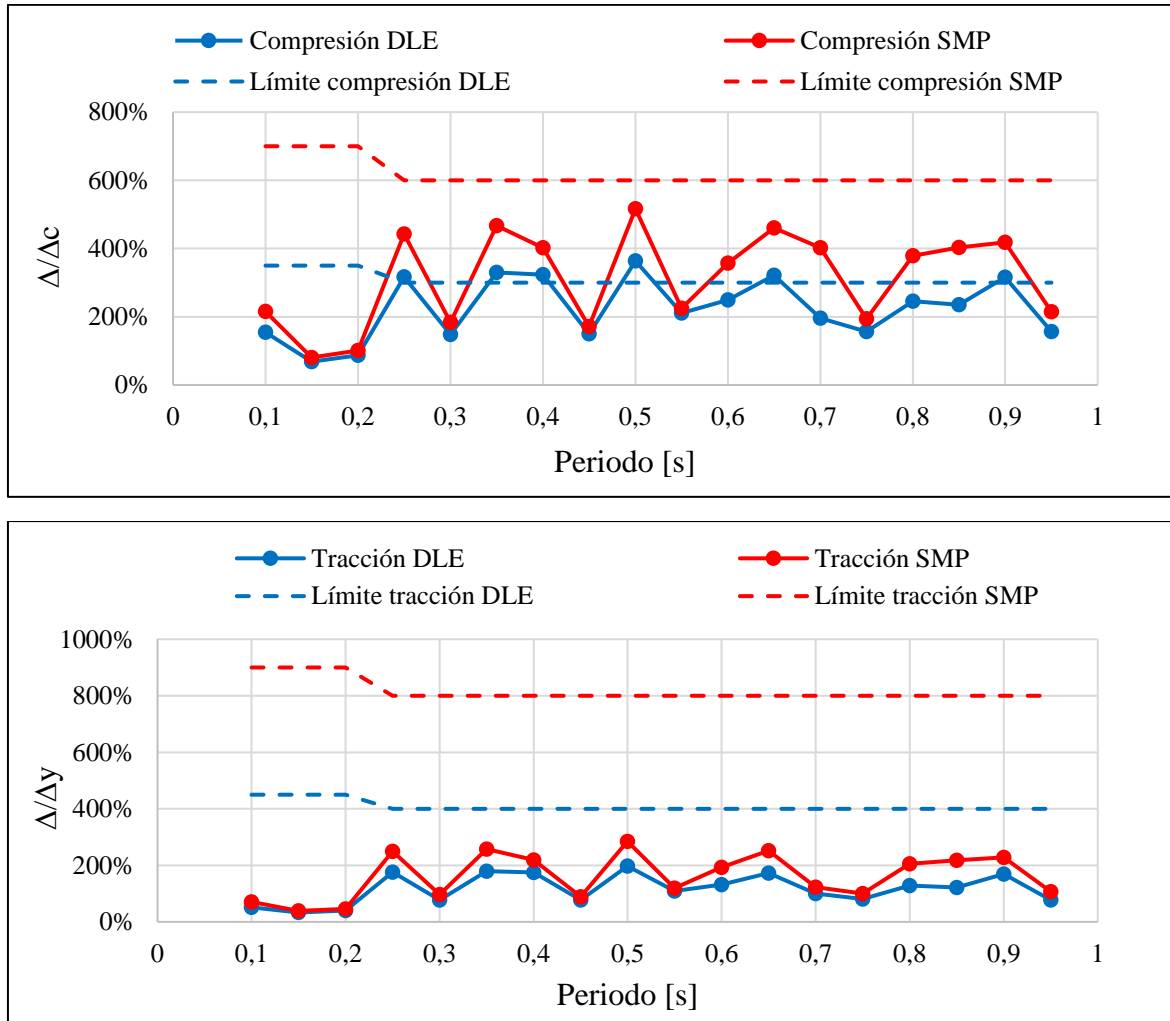 Compresión DLE Compresión SMP
Límite compresión DLE Límite compresión SMP
800%
600%
400%
200%
0%
Δ/Δc
0 0,1 0,2 0,3 0,4 0,5 0,6 0,7 0,8 0,9 1
Periodo [s]
Tracción DLE Tracción SMP
Límite tracción DLE Límite tracción SMP
1000%
800%
600%
400%
200%
0%
Δ/Δy
0 0,1 0,2 0,3 0,4 0,5 0,6 0,7 0,8 0,9 1
Periodo [s]